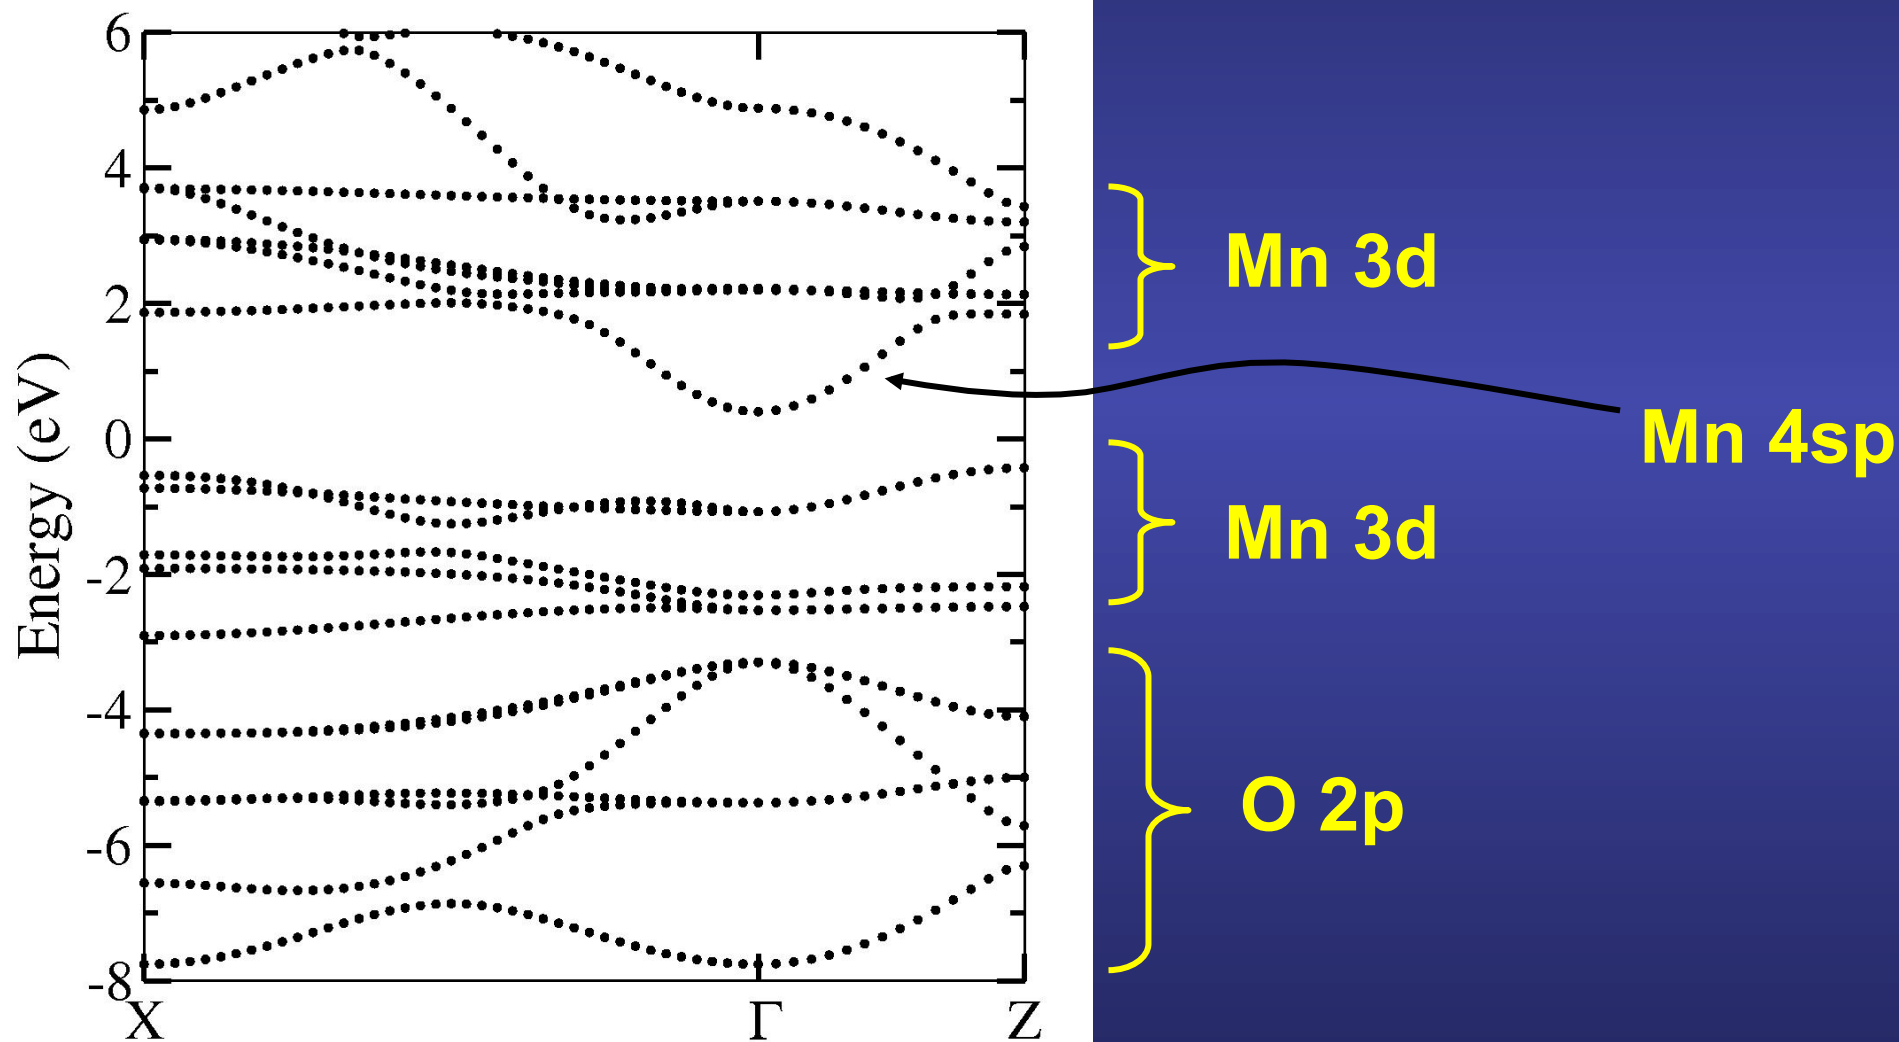 6
4
2
0
-2
-4
-6
-8
Energy (eV)
X
Γ
Z
Mn 3d
Mn 4sp
Mn 3d
O 2p